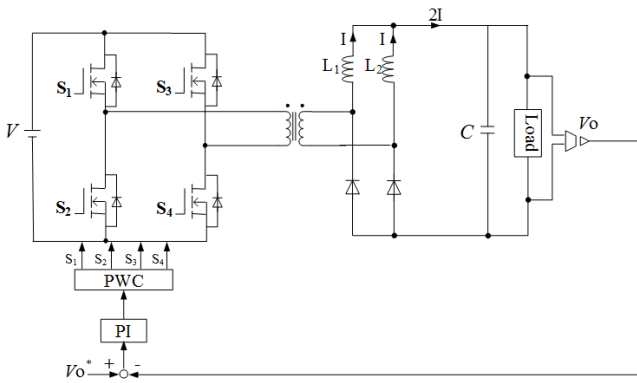 I I 2I
L1 L2
S1 S3
V C Load Vo
S2 S4
S1 S2 S3 S4
PWC
PI
Vo* + -